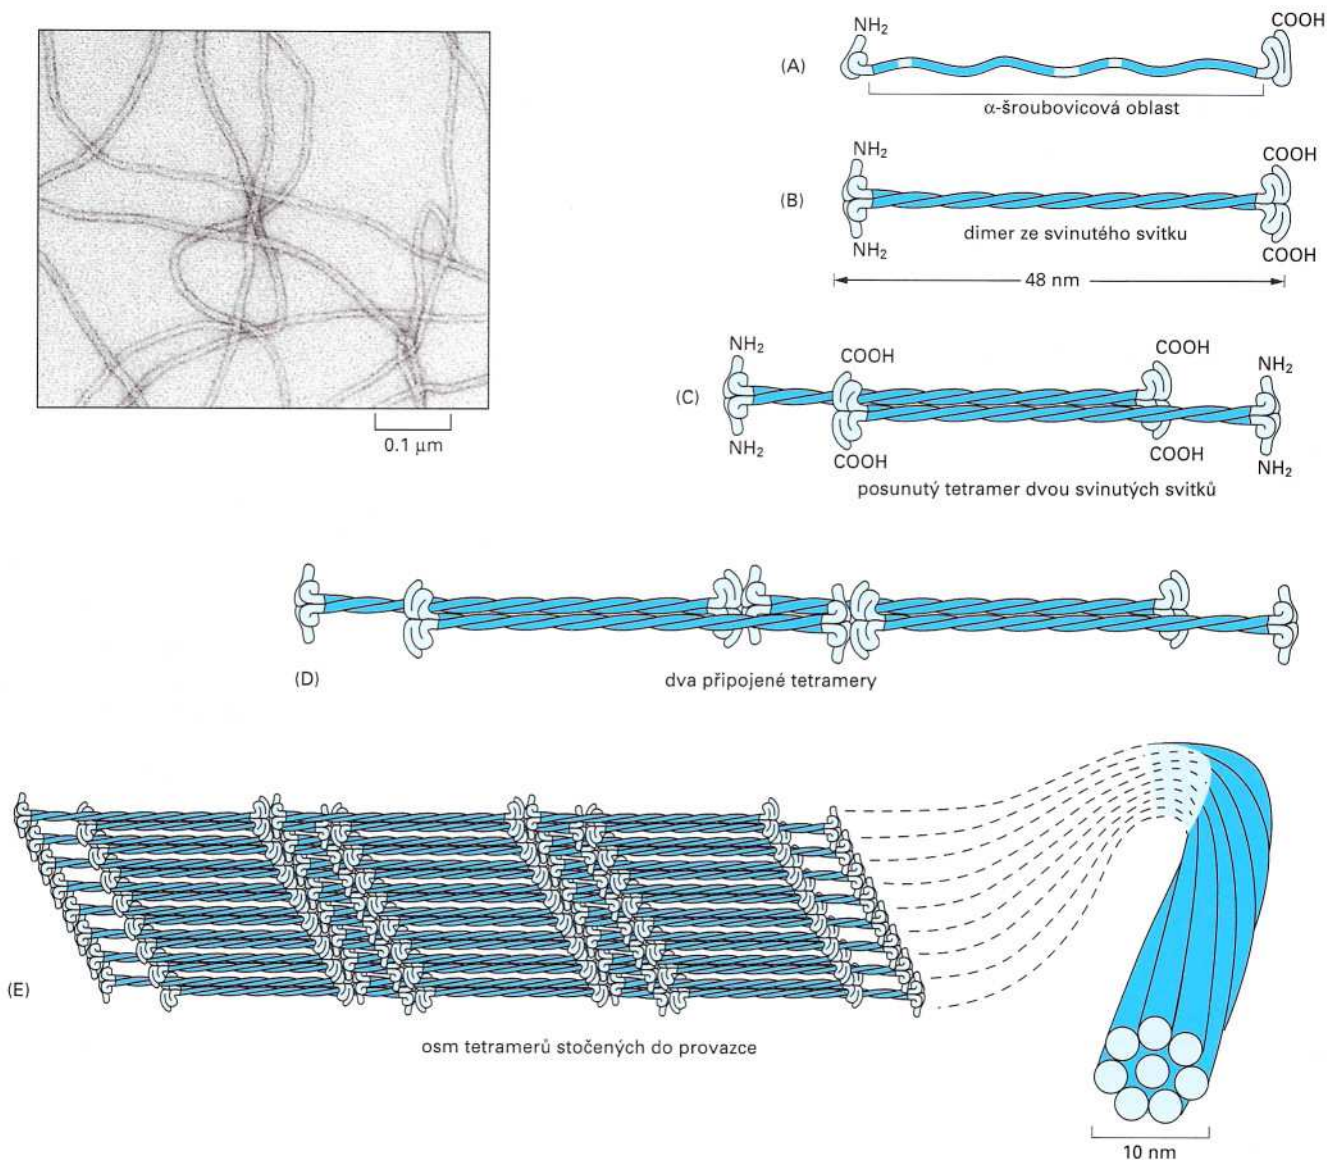 0.1 µm
NH₂
COOH
(A)
α-šroubovicová oblast
NH₂
COOH
(B)
dimer ze svinutého svitku
NH₂
COOH
48 nm
NH₂
COOH
COOH
NH₂
(C)
NH₂
COOH
COOH
NH₂
posunutý tetramer dvou svinutých svitků
(D)
dva připojené tetramery
(E)
osm tetramerů stočených do provazce
10 nm